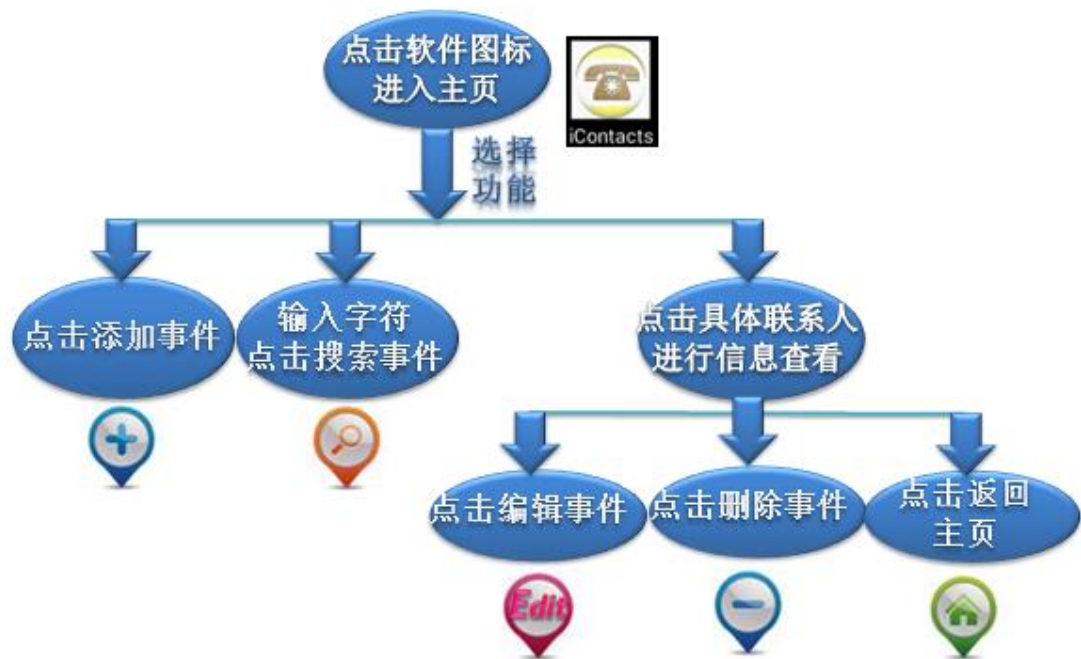 点击软件图标
进入主页
iContacts
选择
功能
点击添加事件
输入字符
点击搜索事件
点击具体联系人
进行信息查看
点击编辑事件
点击删除事件
点击返回
主页
Edit